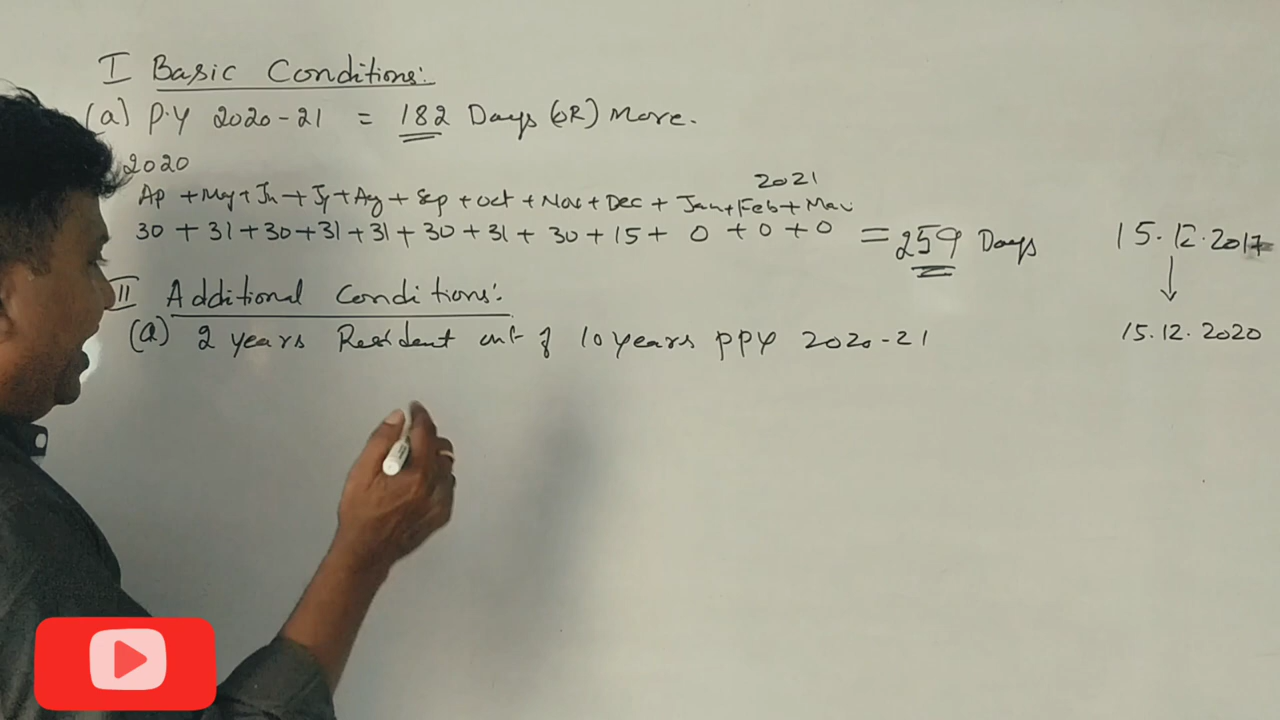 I Basic Conditions:
(a) P.Y 2020-21 = 182 Days (OR) More.
2020
2021
Ap + May + Jn + Jy + Ag + Sep + Oct + Nov + Dec + Jan + Feb + Mar
30 + 31 + 30 + 31 + 31 + 30 + 31 + 30 + 15 + 0 + 0 + 0 = 259 Days
15.12.2017
↓
15.12.2020
II Additional Conditions:
(a) 2 years Resident out of 10 years PPY 2020-21